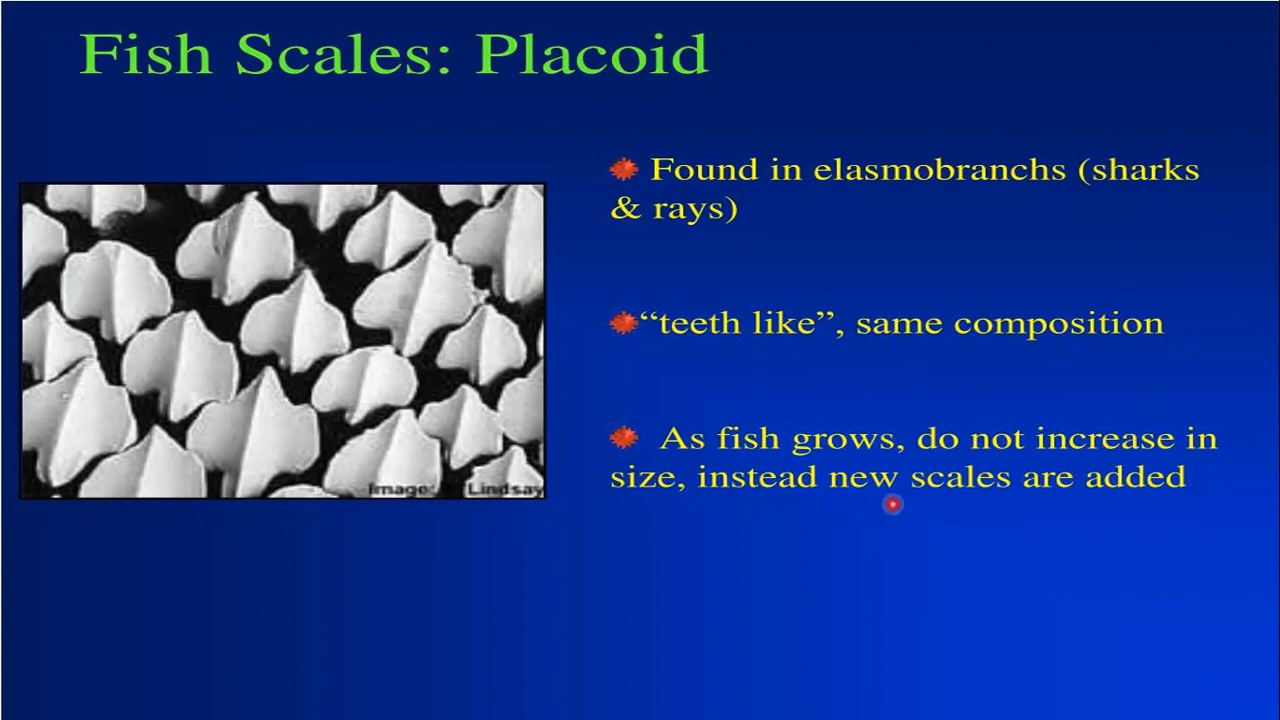 Fish Scales: Placoid
Found in elasmobranchs (sharks
& rays)
“teeth like”, same composition
As fish grows, do not increase in
size, instead new scales are added
Image: Lindsay